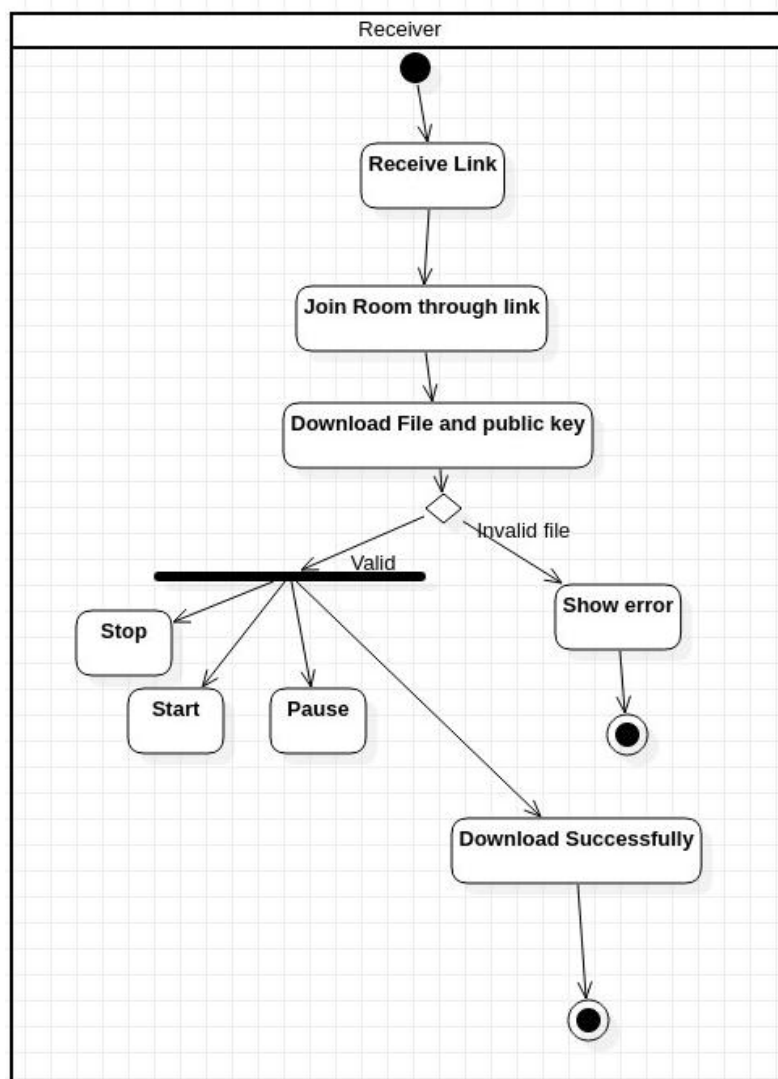 Receiver
Receive Link
Join Room through link
Download File and public key
Invalid file
Valid
Show error
Stop
Start
Pause
Download Successfully